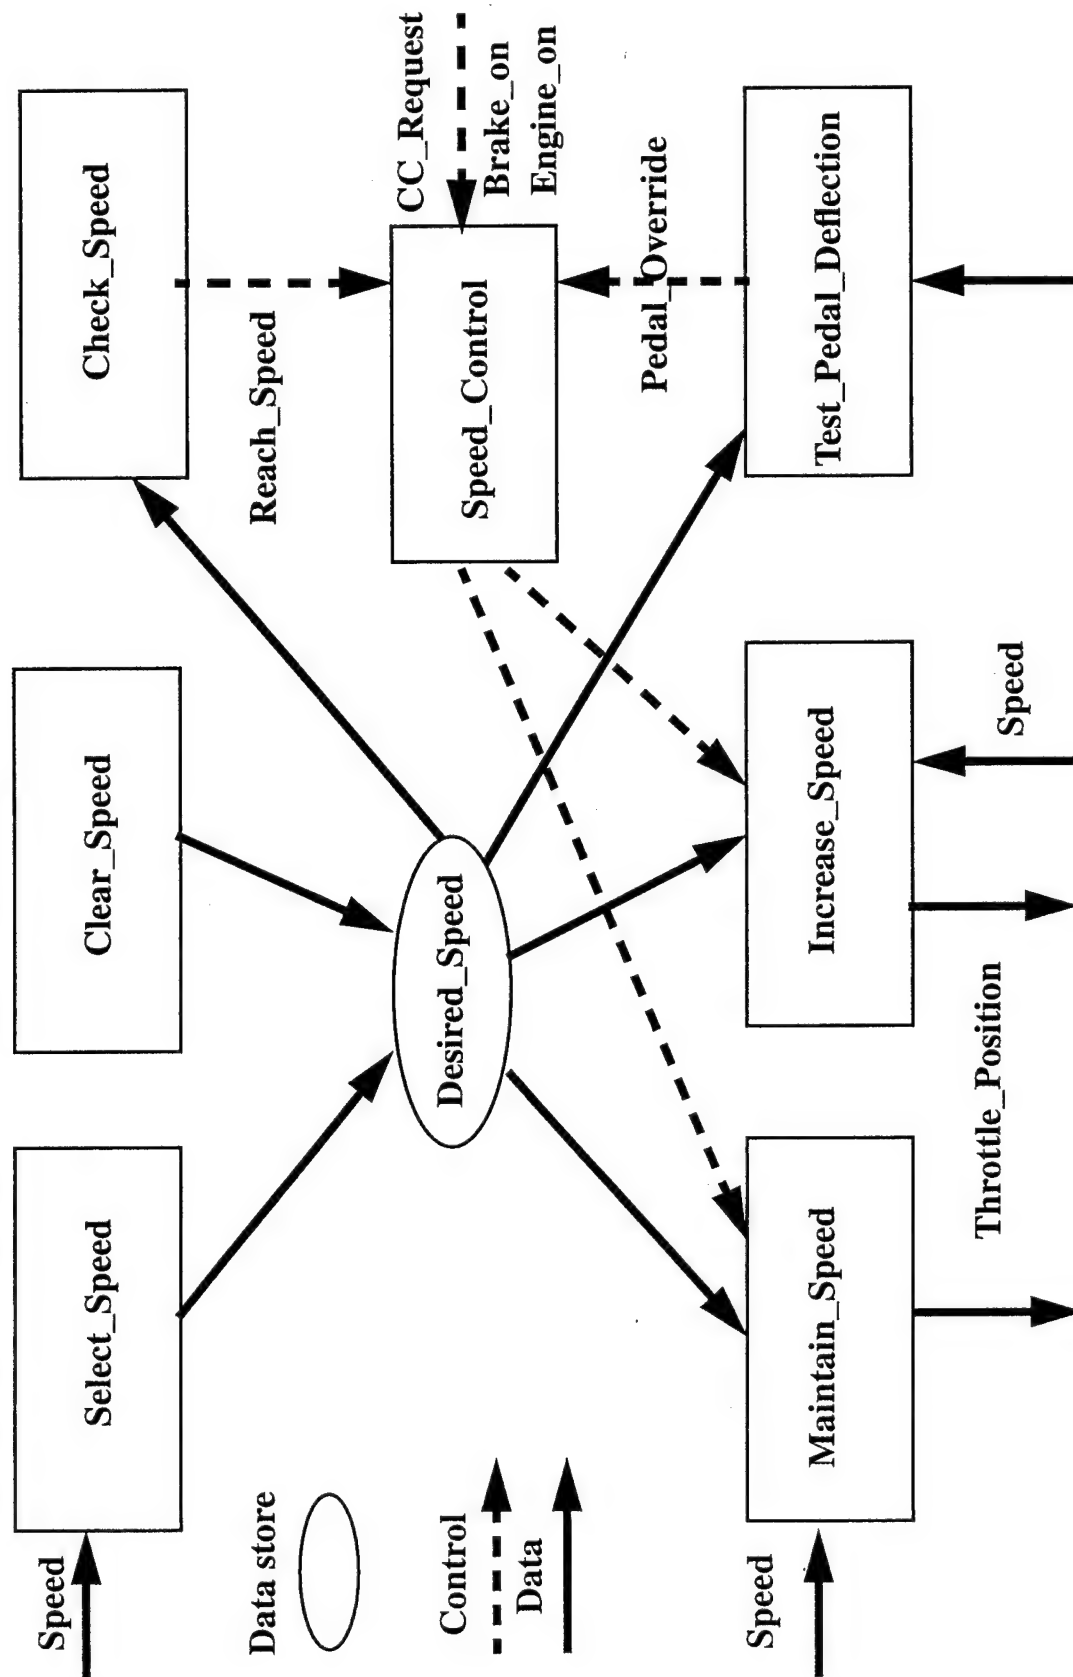 Speed
Select_Speed
Clear_Speed
Check_Speed
Data store
Reach_Speed
CC_Request
Brake_on
Engine_on
Desired_Speed
Speed_Control
Control
Data
Pedal_Override
Speed
Maintain_Speed
Increase_Speed
Test_Pedal_Deflection
Throttle_Position
Speed